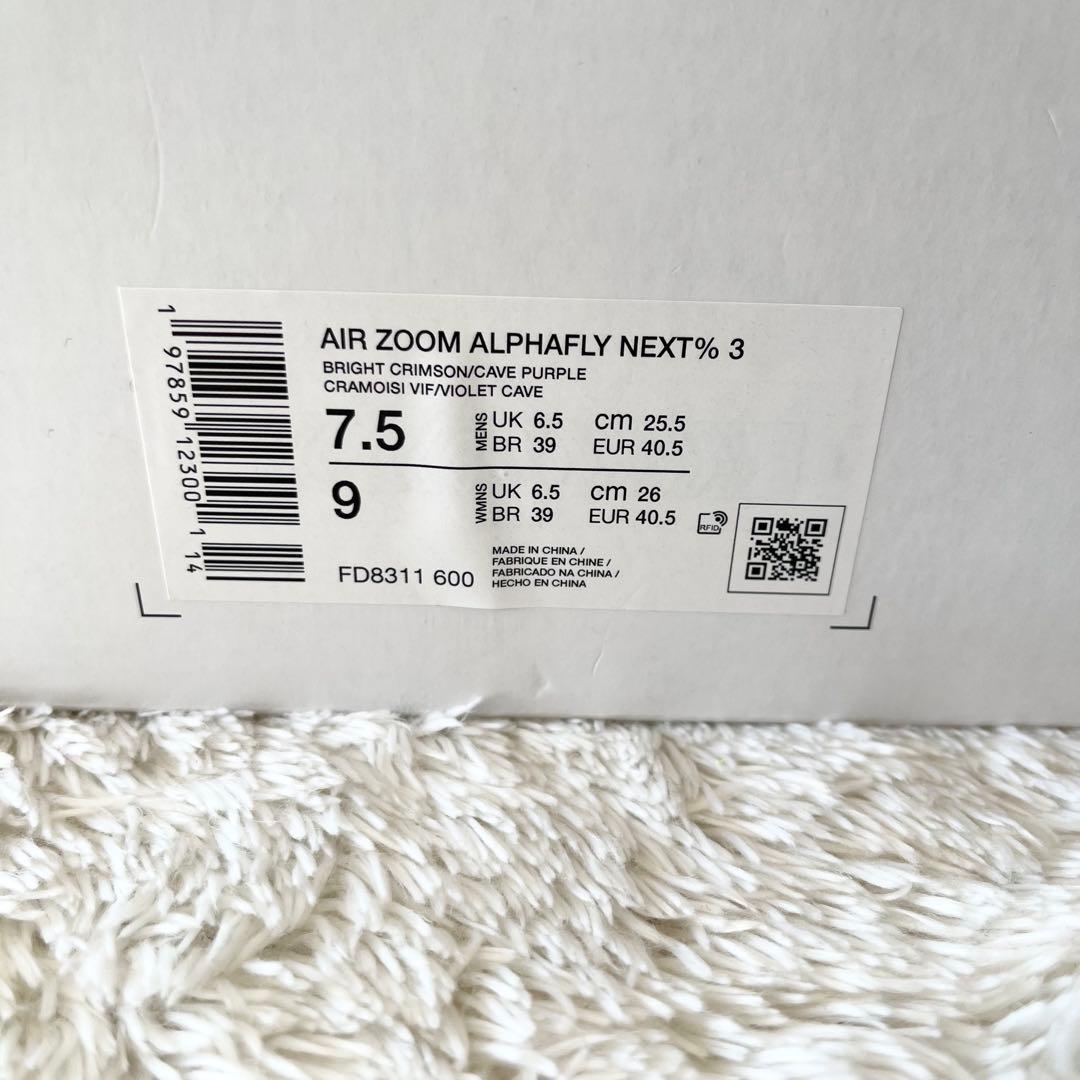 1 97859 12300 1 14
AIR ZOOM ALPHAFLY NEXT% 3
BRIGHT CRIMSON/CAVE PURPLE
CRAMOISI VIF/VIOLET CAVE
7.5 MENS UK 6.5 cm 25.5
BR 39 EUR 40.5
9 WMNS UK 6.5 cm 26
BR 39 EUR 40.5
RFID
FD8311 600
MADE IN CHINA /
FABRIQUE EN CHINE /
FABRICADO NA CHINA /
HECHO EN CHINA